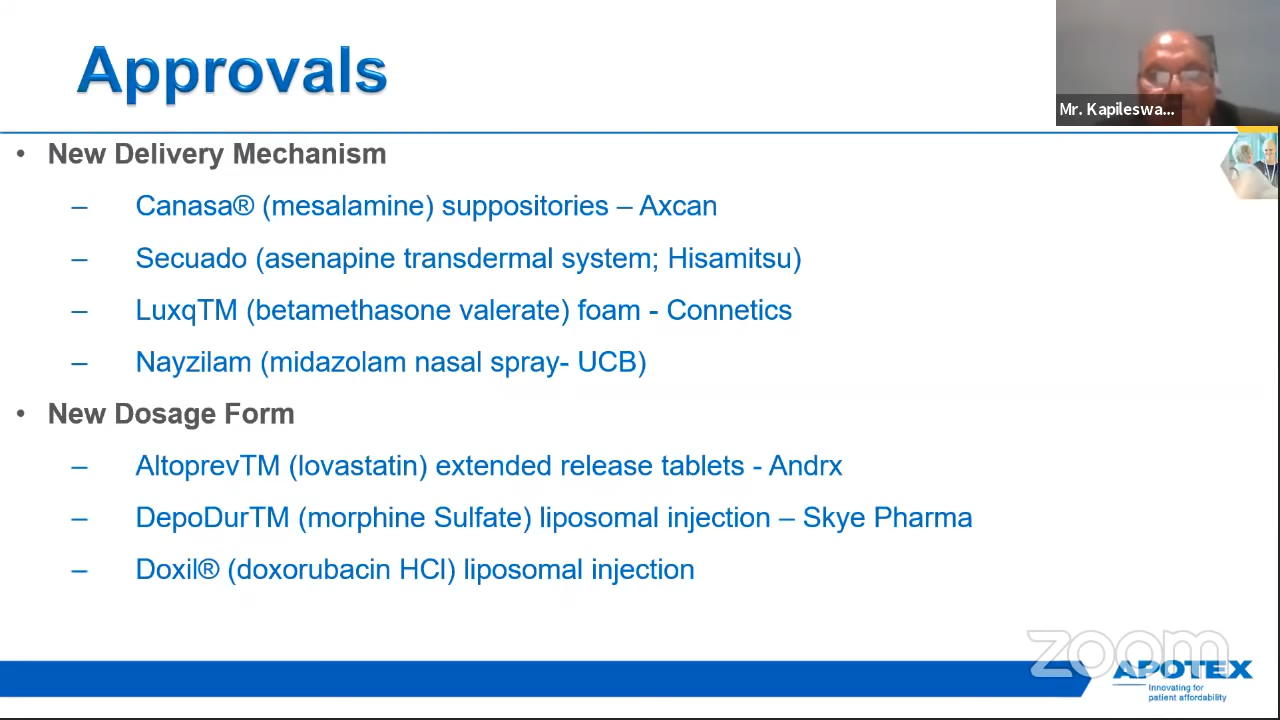 Approvals
Mr. Kapileswa...
• New Delivery Mechanism
– Canasa® (mesalamine) suppositories – Axcan
– Secuado (asenapine transdermal system; Hisamitsu)
– LuxqTM (betamethasone valerate) foam - Connetics
– Nayzilam (midazolam nasal spray- UCB)
• New Dosage Form
– AltoprevTM (lovastatin) extended release tablets - Andrx
– DepoDurTM (morphine Sulfate) liposomal injection – Skye Pharma
– Doxil® (doxorubacin HCl) liposomal injection
zoom
APOTEX
Innovating for
patient affordability